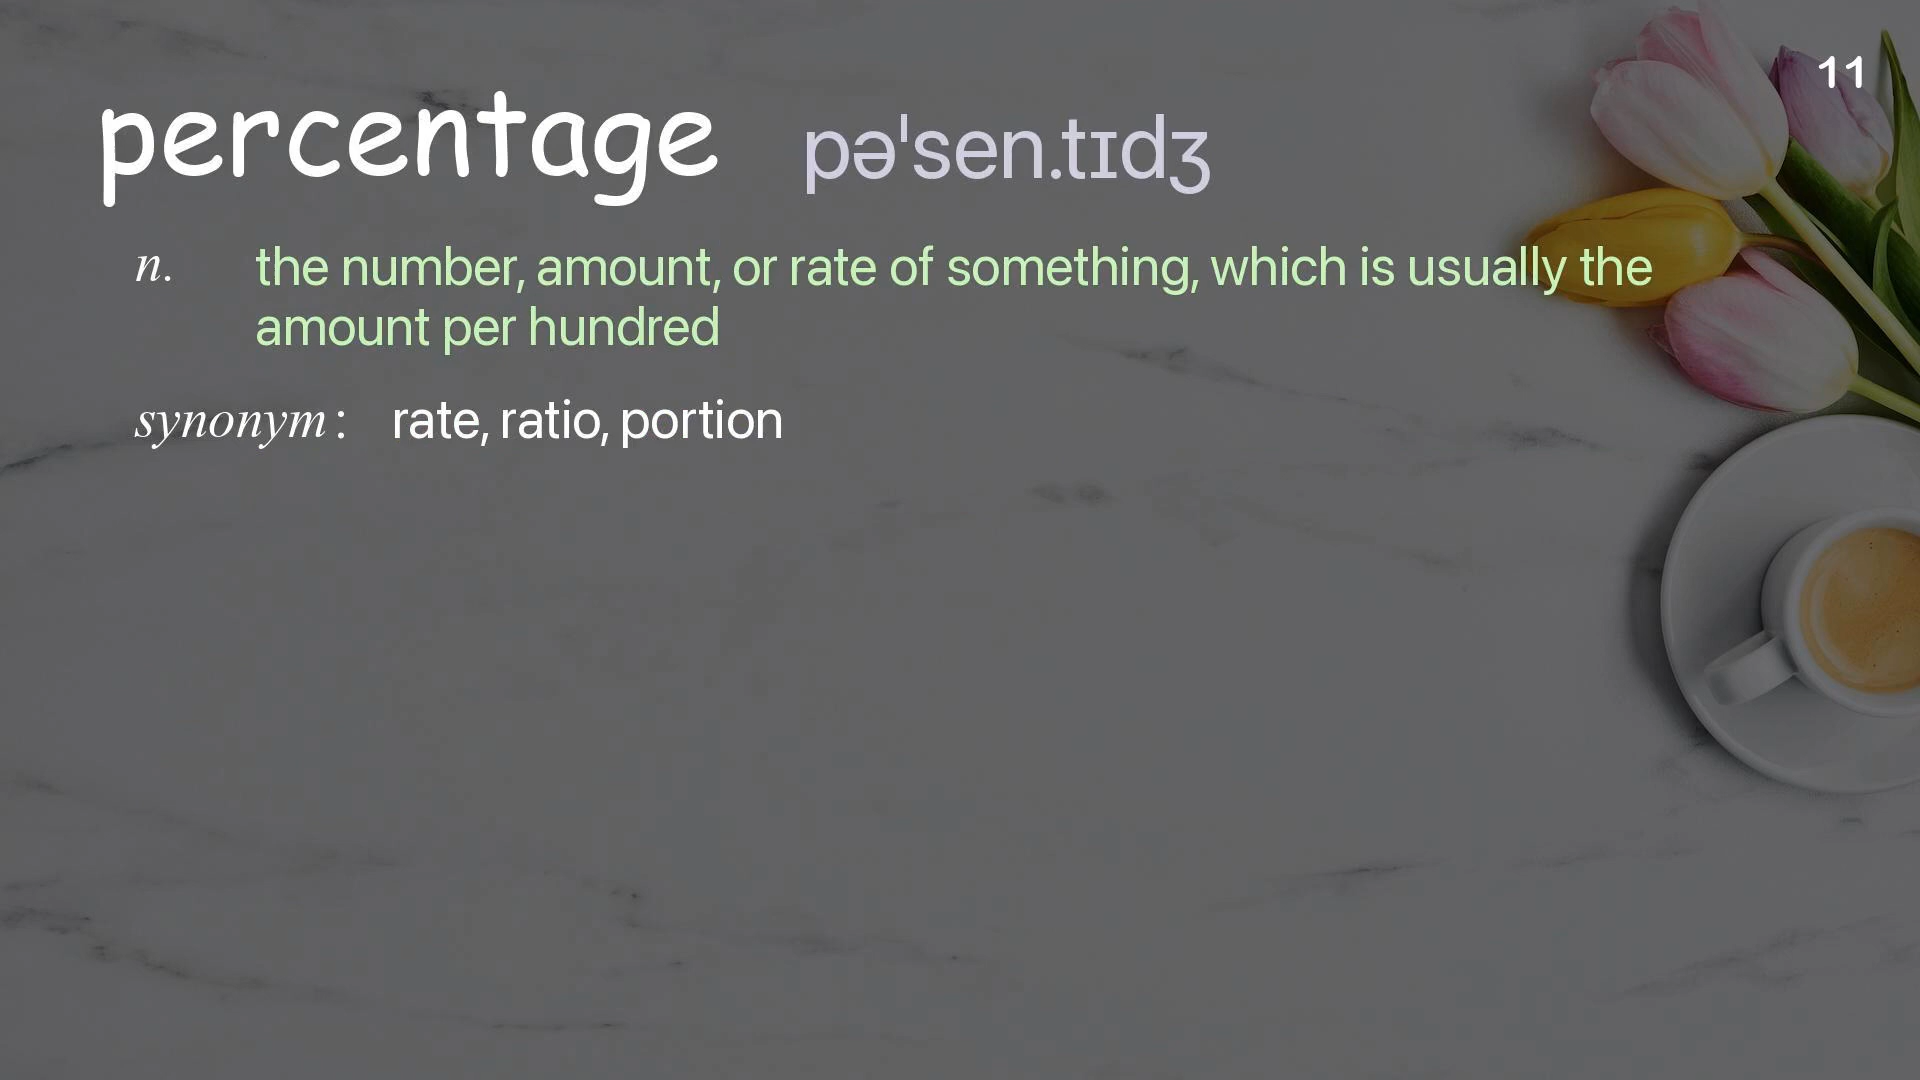 11
percentage pəˈsen.tɪdʒ
n. the number, amount, or rate of something, which is usually the
amount per hundred
synonym: rate, ratio, portion